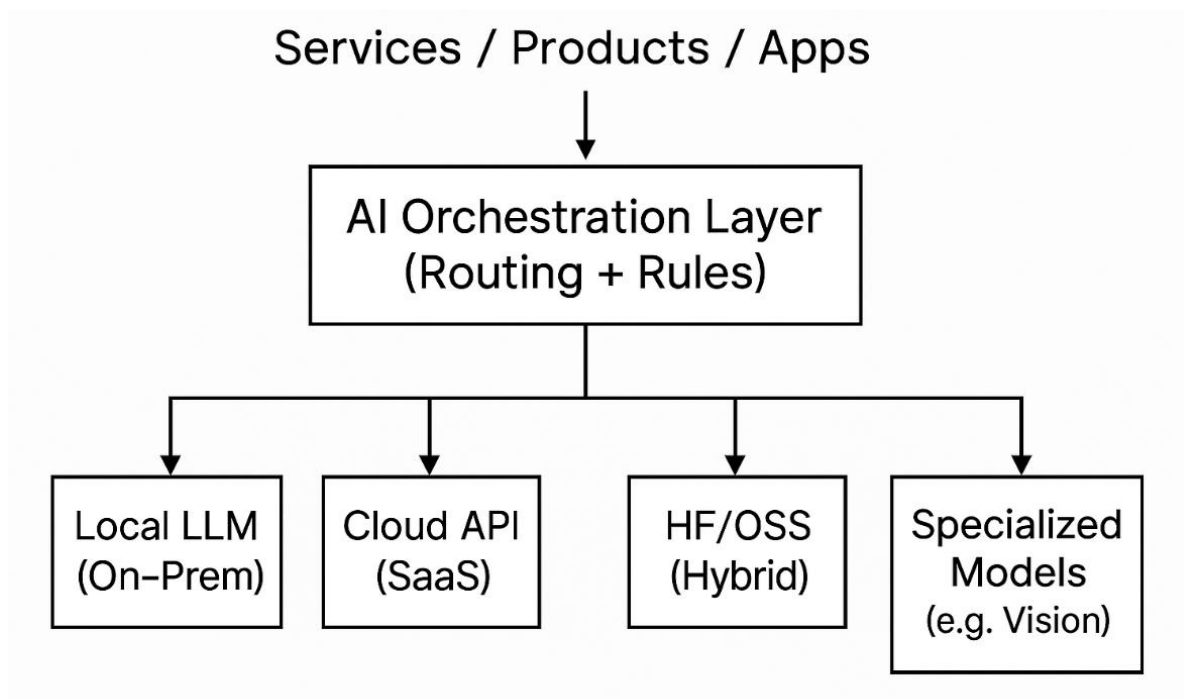 Services / Products / Apps
AI Orchestration Layer
(Routing + Rules)
Local LLM
(On-Prem)
Cloud API
(SaaS)
HF/OSS
(Hybrid)
Specialized
Models
(e.g. Vision)